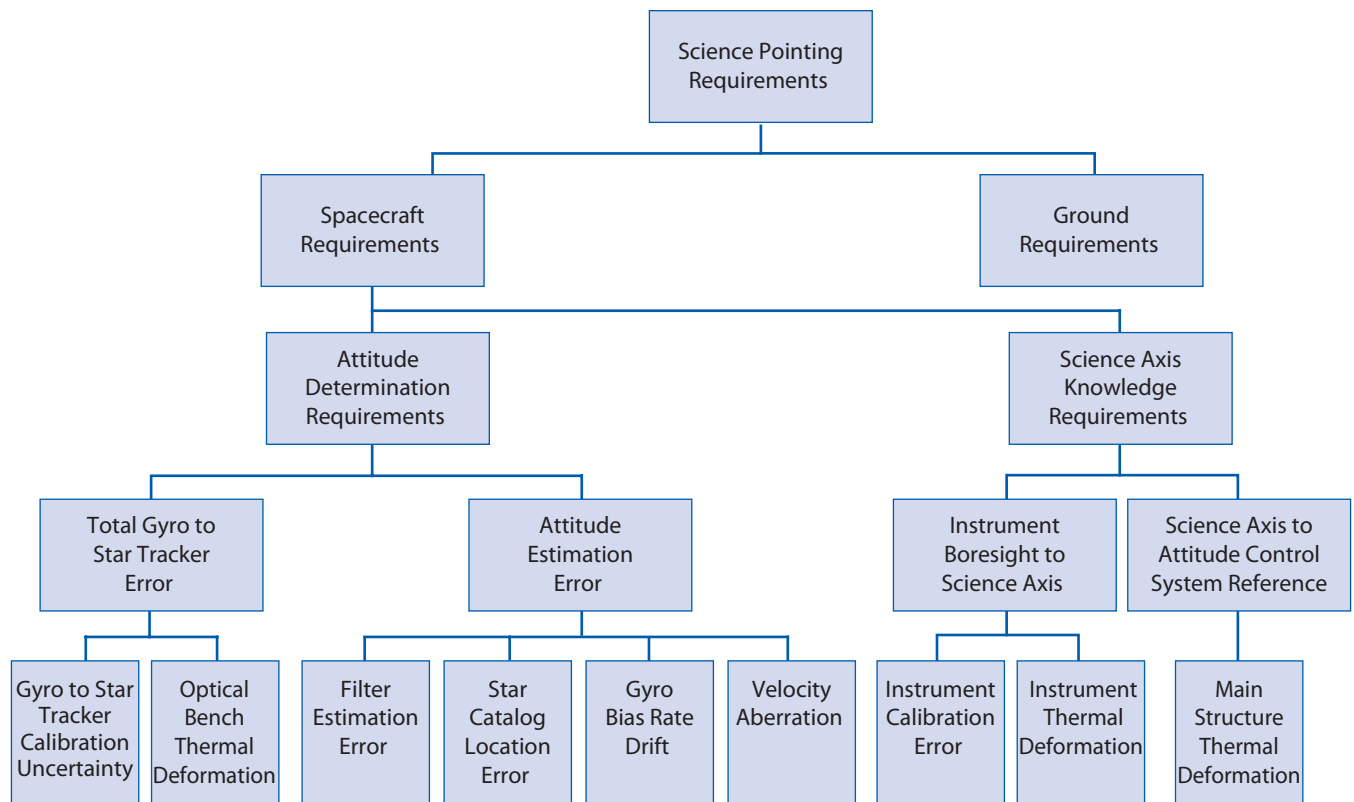 Science Pointing
Requirements
Spacecraft
Requirements
Ground
Requirements
Attitude
Determination
Requirements
Science Axis
Knowledge
Requirements
Total Gyro to
Star Tracker
Error
Attitude
Estimation
Error
Instrument
Boresight to
Science Axis
Science Axis to
Attitude Control
System Reference
Gyro to Star
Tracker
Calibration
Uncertainty
Optical
Bench
Thermal
Deformation
Filter
Estimation
Error
Star
Catalog
Location
Error
Gyro
Bias Rate
Drift
Velocity
Aberration
Instrument
Calibration
Error
Instrument
Thermal
Deformation
Main
Structure
Thermal
Deformation